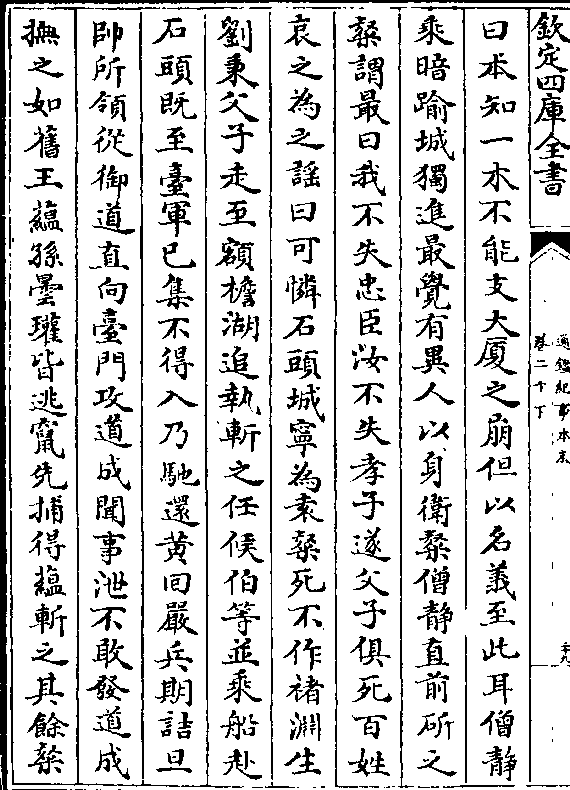 欽定四庫全書
通鑑紀事本末
卷二十下
曰本知一木不能支大厦之崩但以名義至此耳僧靜
乘暗踰城獨進最覺有異人以身衛粲僧靜直前斫之
粲謂最曰我不失忠臣汝不失孝子遂父子俱死百姓
哀之為之謡曰可憐石頭城寧為袁粲死不作褚淵生
劉秉父子走至額檐湖追執斬之任候伯等並乘船赴
石頭既至臺軍已集不得入乃馳還黄回嚴兵期詰旦
帥所領從御道直向臺門攻道成聞事泄不敢發道成
撫之如舊王藴孫曇瓘皆逃竄先捕得藴斬之其餘粲